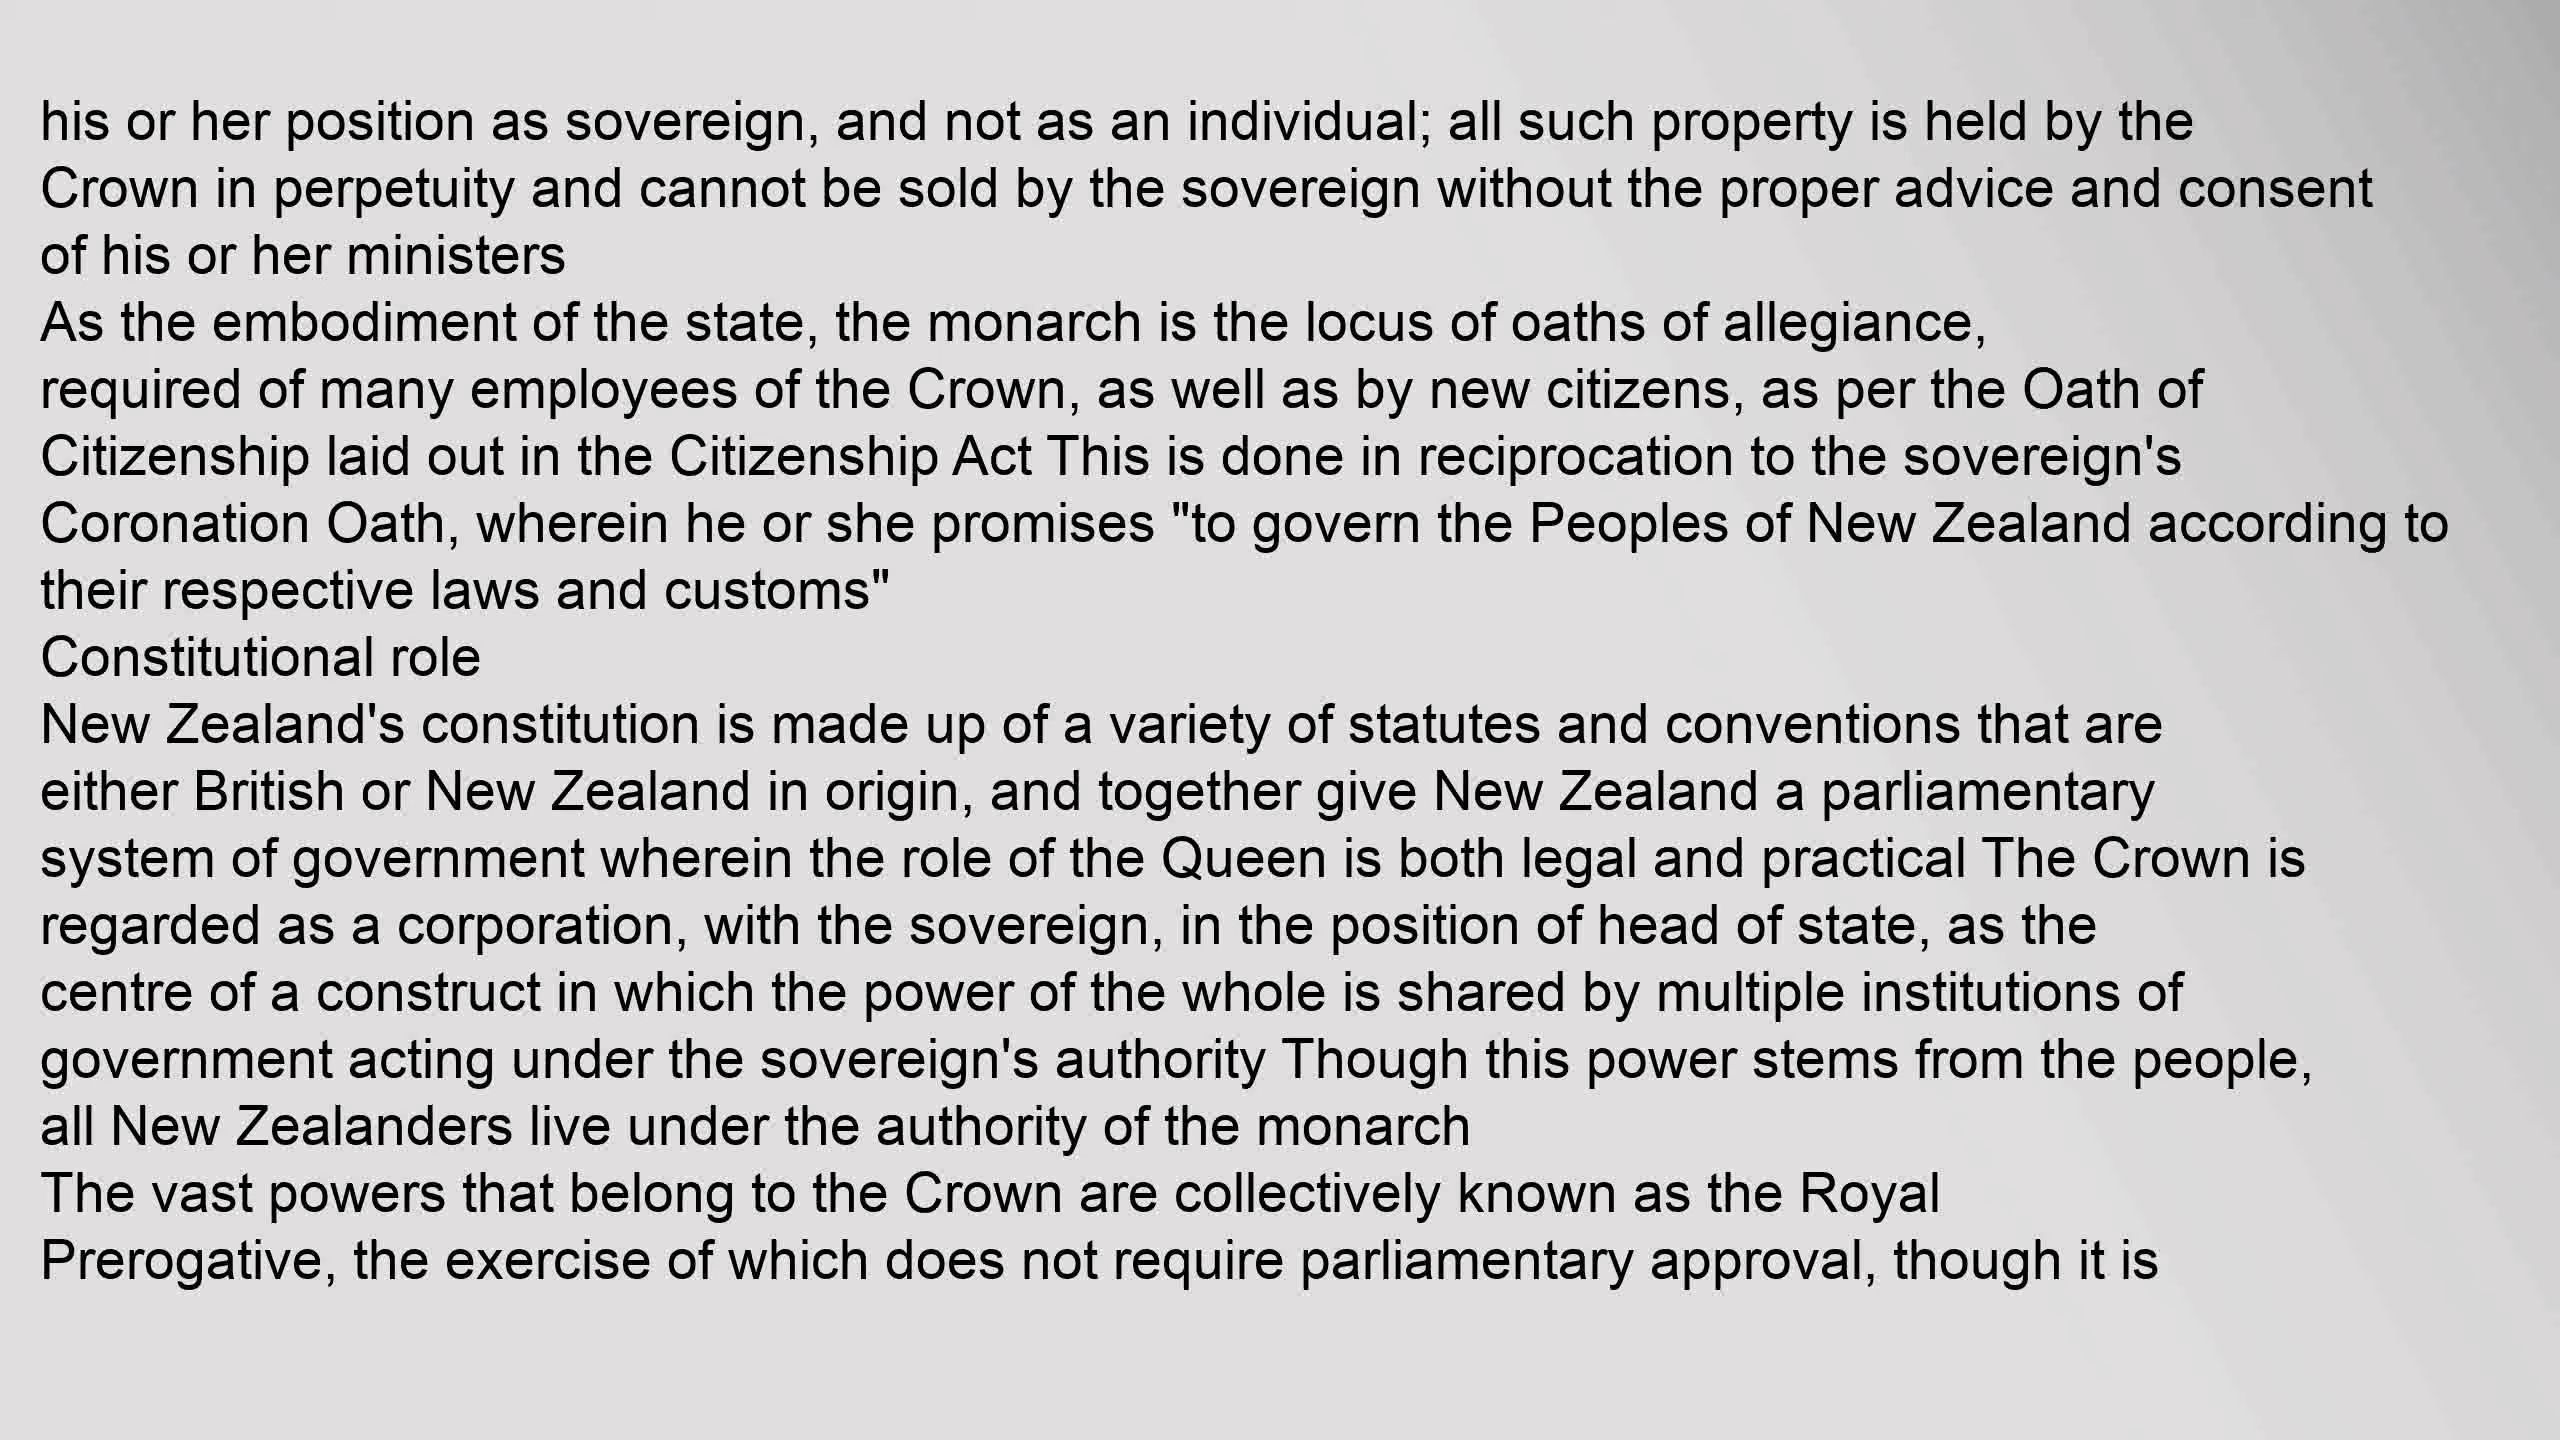 his or her position as sovereign, and not as an individual; all such property is held by the
Crown in perpetuity and cannot be sold by the sovereign without the proper advice and consent
of his or her ministers
As the embodiment of the state, the monarch is the locus of oaths of allegiance,
required of many employees of the Crown, as well as by new citizens, as per the Oath of
Citizenship laid out in the Citizenship Act This is done in reciprocation to the sovereign's
Coronation Oath, wherein he or she promises "to govern the Peoples of New Zealand according to
their respective laws and customs"
Constitutional role
New Zealand's constitution is made up of a variety of statutes and conventions that are
either British or New Zealand in origin, and together give New Zealand a parliamentary
system of government wherein the role of the Queen is both legal and practical The Crown is
regarded as a corporation, with the sovereign, in the position of head of state, as the
centre of a construct in which the power of the whole is shared by multiple institutions of
government acting under the sovereign's authority Though this power stems from the people,
all New Zealanders live under the authority of the monarch
The vast powers that belong to the Crown are collectively known as the Royal
Prerogative, the exercise of which does not require parliamentary approval, though it is